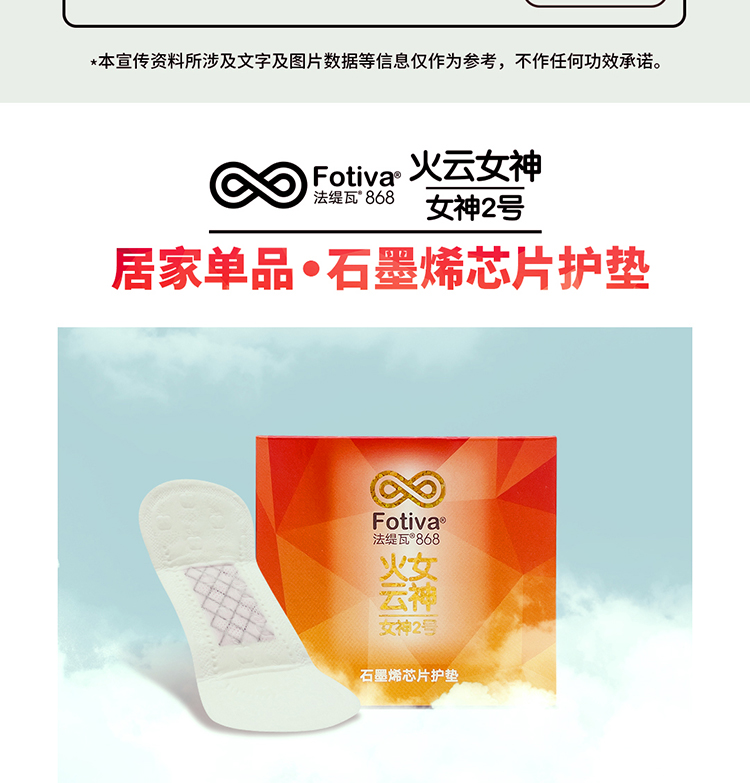 *本宣传资料所涉及文字及图片数据等信息仅作为参考，不作任何功效承诺。
Fotiva®
法缇瓦®868
火云女神
女神2号
居家单品•石墨烯芯片护垫
Fotiva®
法缇瓦®868
火女
云神
女神2号
石墨烯芯片护垫